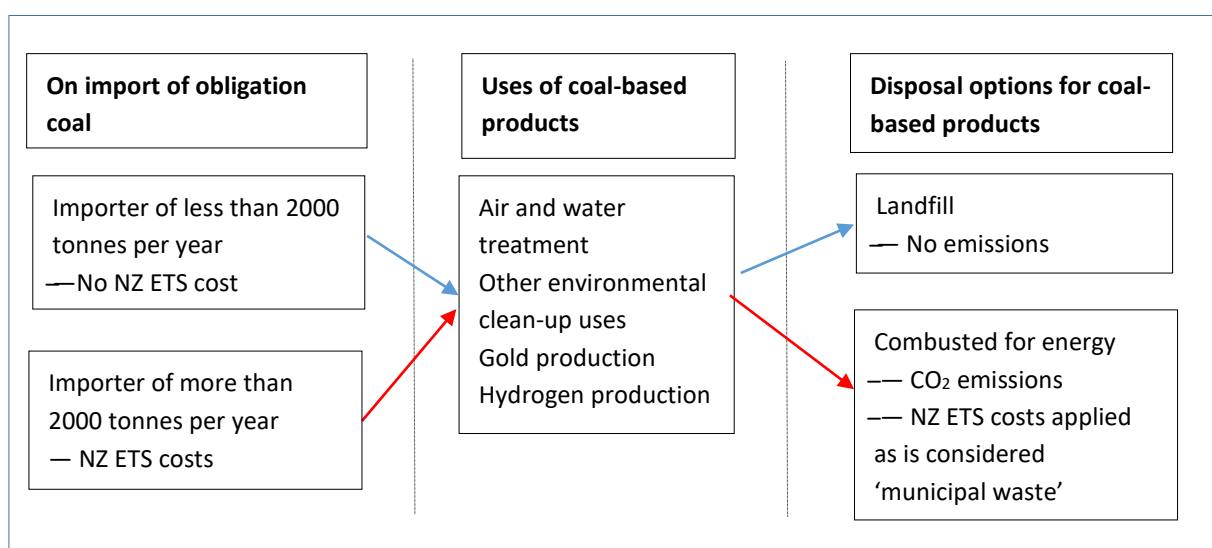 On import of obligation
coal
Importer of less than 2000
tonnes per year
—No NZ ETS cost
Importer of more than
2000 tonnes per year
— NZ ETS costs
Uses of coal-based
products
Air and water
treatment
Other environmental
clean-up uses
Gold production
Hydrogen production
Disposal options for coal-
based products
Landfill
— No emissions
Combusted for energy
— CO₂ emissions
— NZ ETS costs applied
as is considered
‘municipal waste’